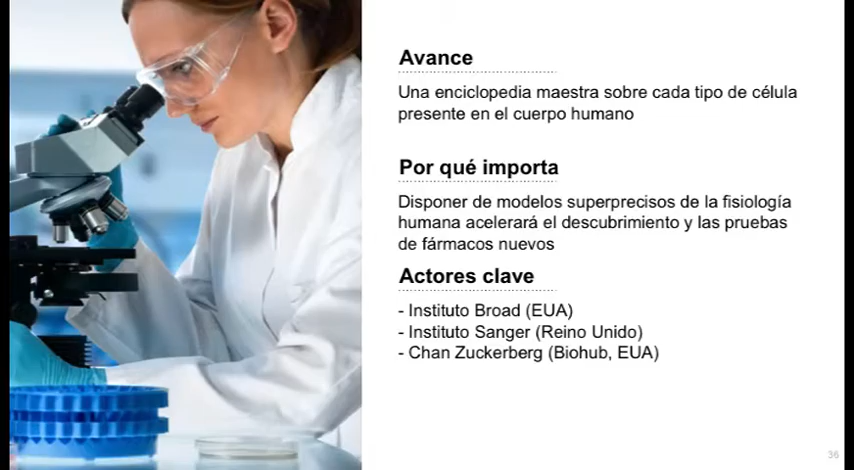 Avance
Una enciclopedia maestra sobre cada tipo de célula
presente en el cuerpo humano
Por qué importa
Disponer de modelos superprecisos de la fisiología
humana acelerará el descubrimiento y las pruebas
de fármacos nuevos
Actores clave
- Instituto Broad (EUA)
- Instituto Sanger (Reino Unido)
- Chan Zuckerberg (Biohub, EUA)
36